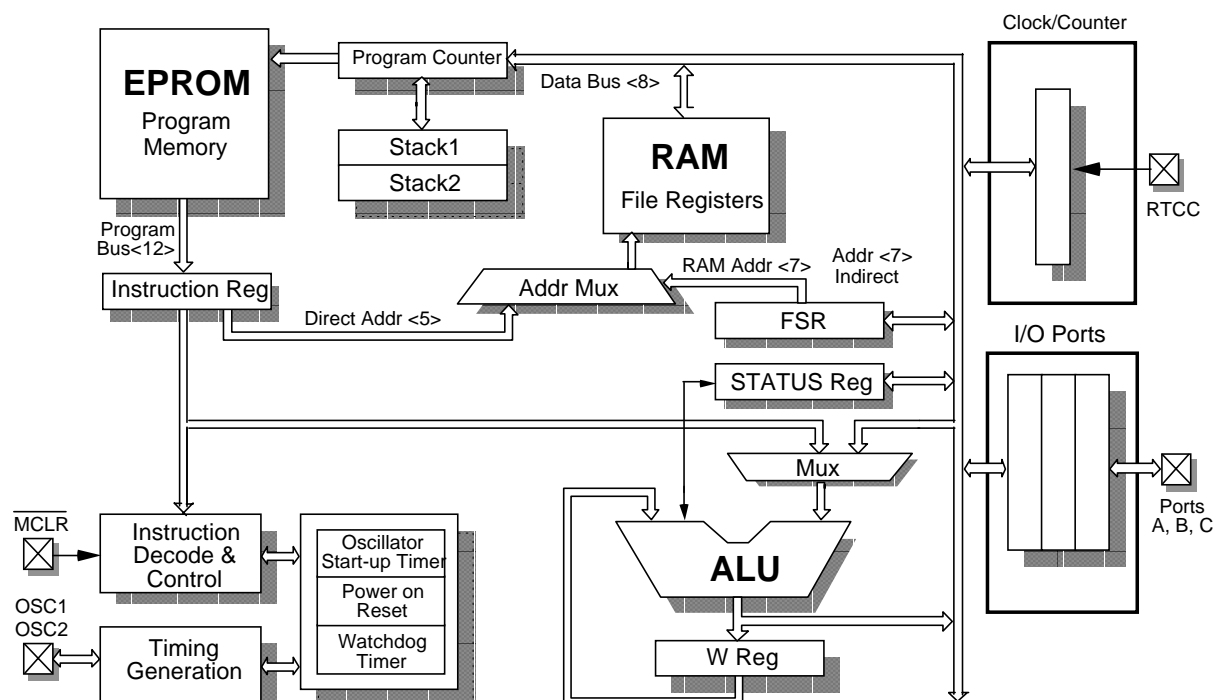 Clock/Counter
EPROM
Program
Memory
Program Counter
Data Bus <8>
Stack1
Stack2
RAM
File Registers
RTCC
Program
Bus<12>
Instruction Reg
Direct Addr <5>
Addr Mux
RAM Addr <7>
Addr <7>
Indirect
FSR
I/O Ports
STATUS Reg
Mux
Ports
A, B, C
MCLR
Instruction
Decode &
Control
Oscillator
Start-up Timer
Power on
Reset
Watchdog
Timer
ALU
OSC1
OSC2
Timing
Generation
W Reg